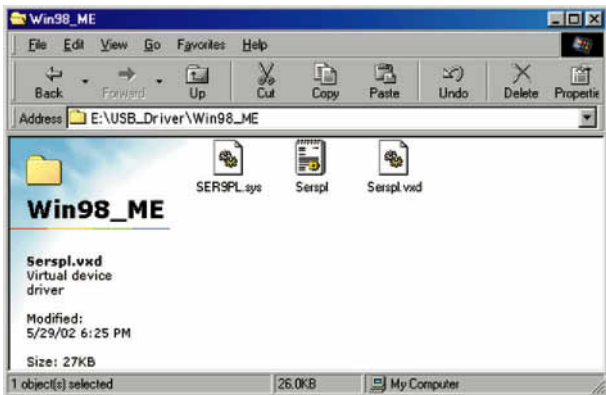 Win98_ME
File Edit View Go Favorites Help
Back Forward Up Cut Copy Paste Undo Delete Propertie
Address E:\USB_Driver\Win98_ME
SER9PL.sys Serspl Serspl.vxd
Win98_ME
Serspl.vxd
Virtual device
driver
Modified:
5/29/02 6:25 PM
Size: 27KB
1 object(s) selected 26.0KB My Computer